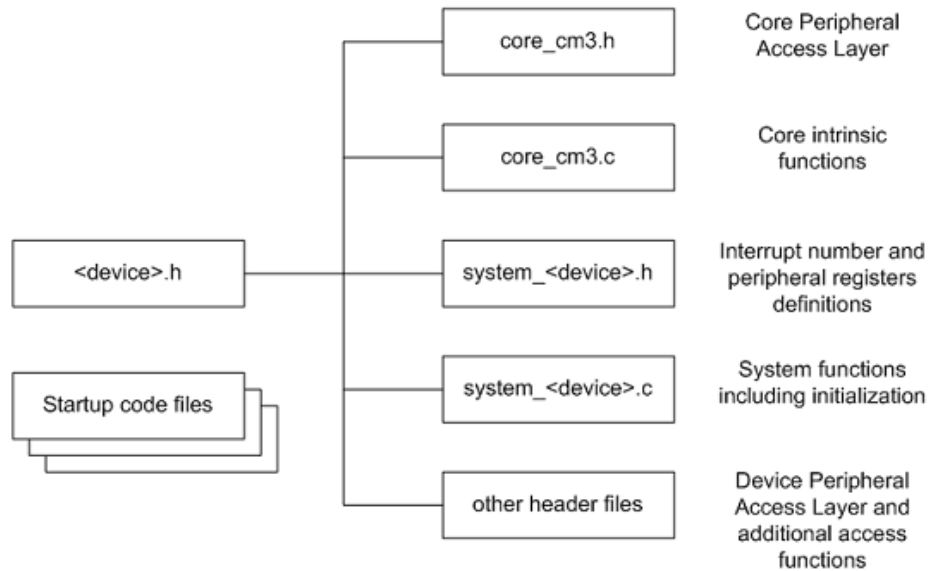 core_cm3.h
Core Peripheral
Access Layer
core_cm3.c
Core intrinsic
functions
<device>.h
system_<device>.h
Interrupt number and
peripheral registers
definitions
Startup code files
system_<device>.c
System functions
including initialization
other header files
Device Peripheral
Access Layer and
additional access
functions